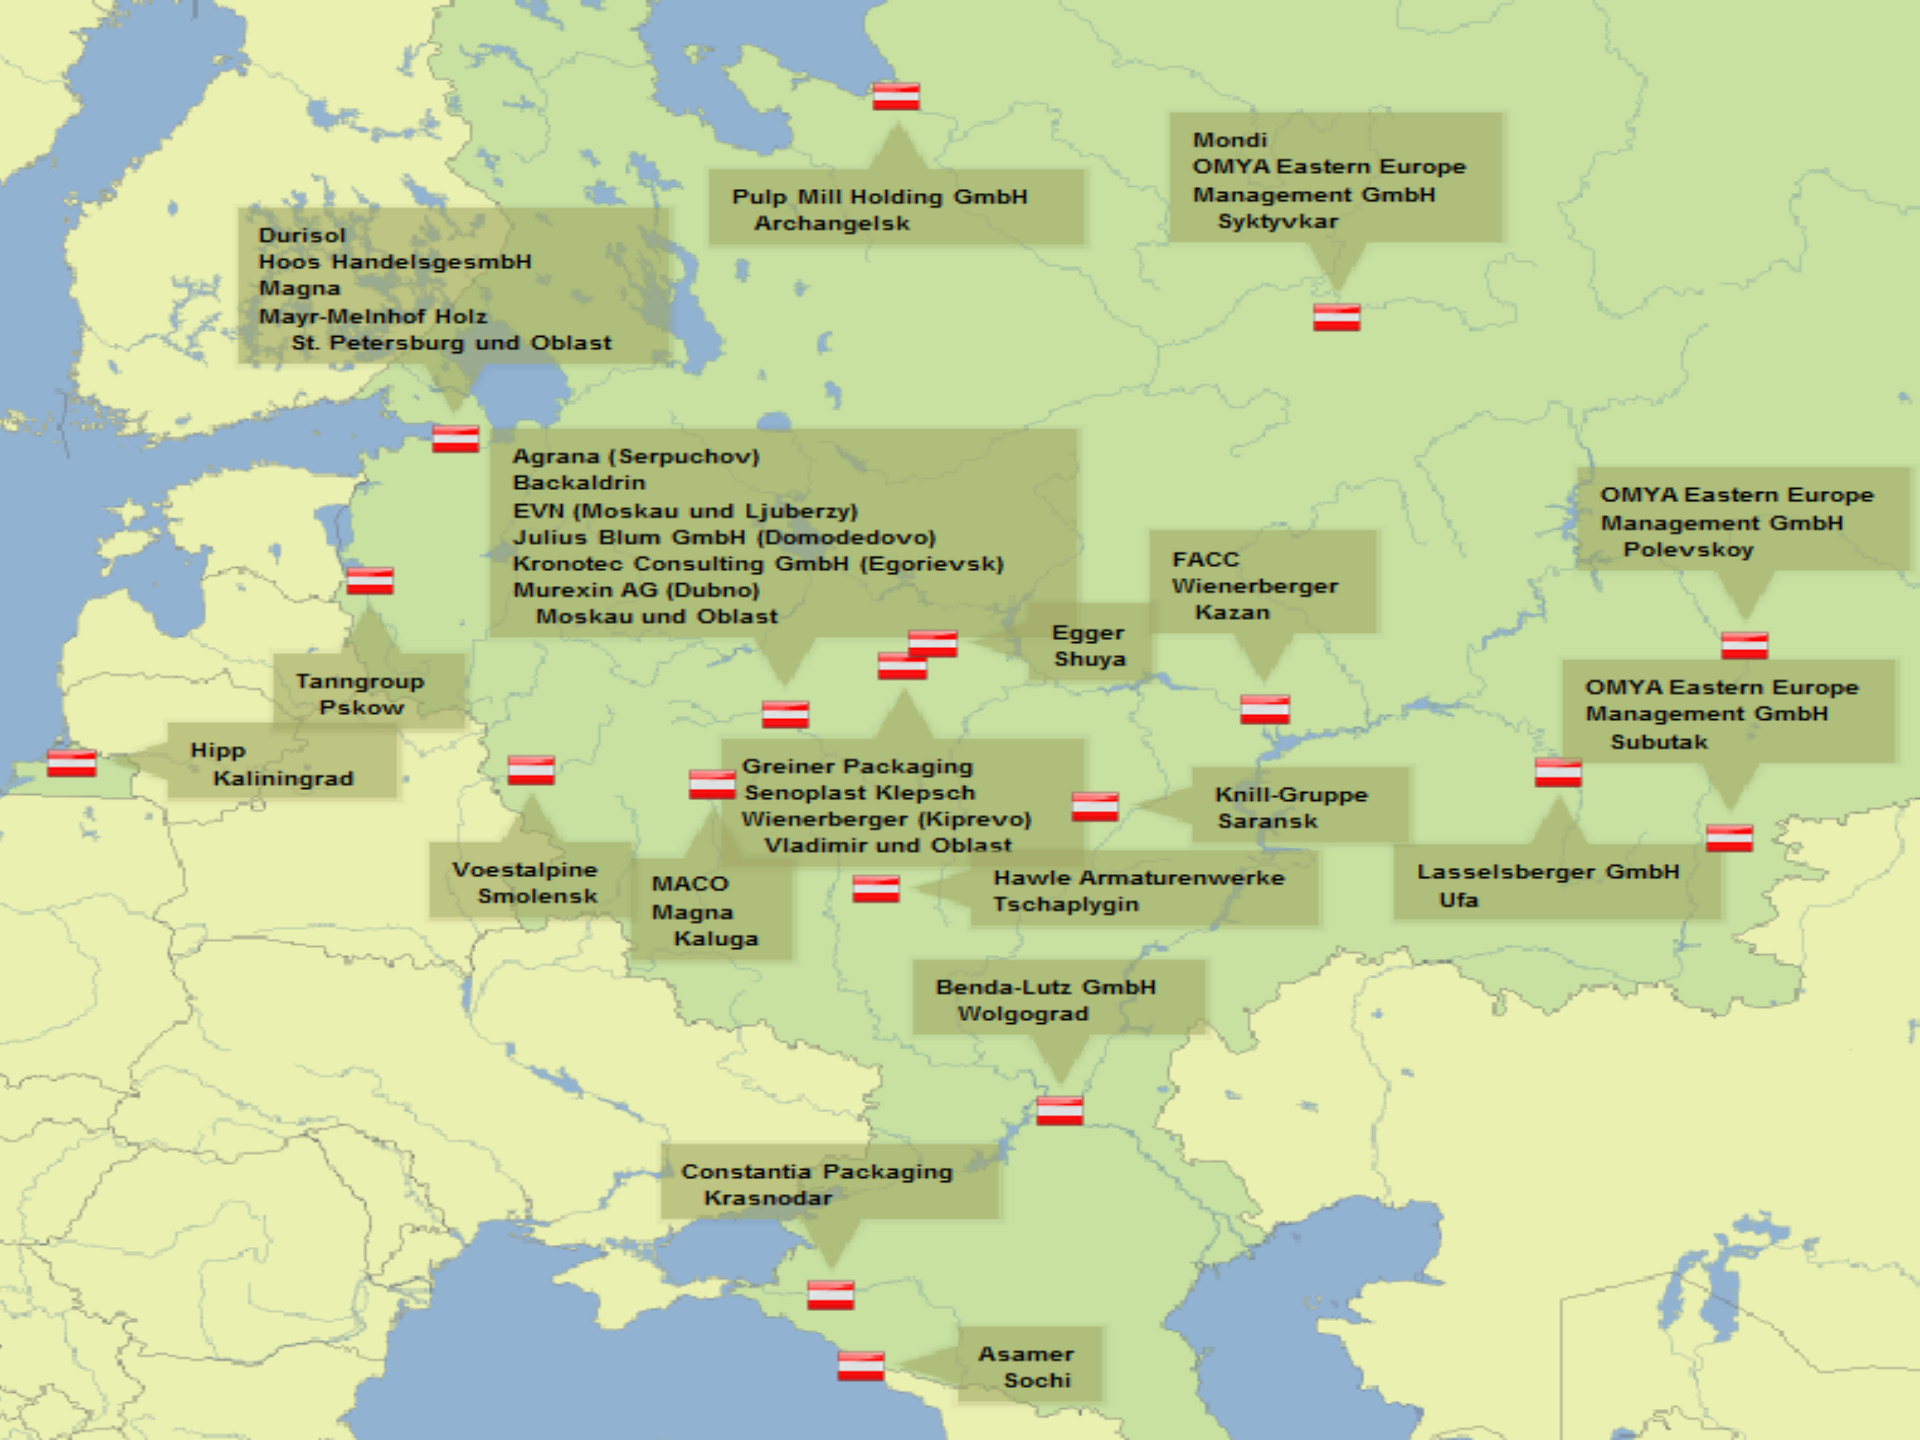 Pulp Mill Holding GmbH
Archangelsk
Mondi
OMYA Eastern Europe
Management GmbH
Syktyvkar
Durisol
Hoos HandelsgesmbH
Magna
Mayr-Melnhof Holz
St. Petersburg und Oblast
Agrana (Serpuchov)
Backaldrin
EVN (Moskau und Ljuberzy)
Julius Blum GmbH (Domodedovo)
Kronotec Consulting GmbH (Egorievsk)
Murexin AG (Dubno)
Moskau und Oblast
OMYA Eastern Europe
Management GmbH
Polevskoy
FACC
Wienerberger
Kazan
Egger
Shuya
Tanngroup
Pskow
OMYA Eastern Europe
Management GmbH
Subutak
Hipp
Kaliningrad
Greiner Packaging
Senoplast Klepsch
Wienerberger (Kiprevo)
Vladimir und Oblast
Knill-Gruppe
Saransk
Voestalpine
Smolensk
MACO
Magna
Kaluga
Hawle Armaturenwerke
Tschaplygin
Lasselsberger GmbH
Ufa
Benda-Lutz GmbH
Wolgograd
Constantia Packaging
Krasnodar
Asamer
Sochi